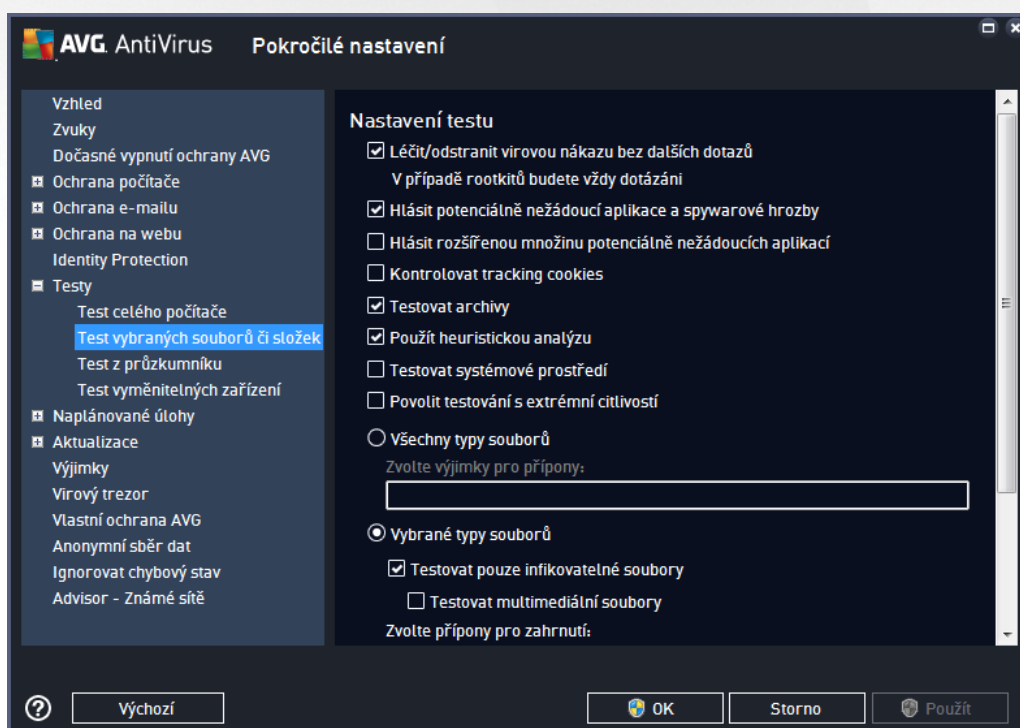 AVG AntiVirus Pokročilé nastavení
Vzhled
Zvuky
Dočasné vypnutí ochrany AVG
Ochrana počítače
Ochrana e-mailu
Ochrana na webu
Identity Protection
Testy
Test celého počítače
Test vybraných souborů či složek
Test z průzkumníku
Test vyměnitelných zařízení
Naplánované úlohy
Aktualizace
Výjimky
Virový trezor
Vlastní ochrana AVG
Anonymní sběr dat
Ignorovat chybový stav
Advisor - Známé sítě
Nastavení testu
Léčit/odstranit virovou nákazu bez dalších dotazů
V případě rootkitů budete vždy dotázáni
Hlásit potenciálně nežádoucí aplikace a spywarové hrozby
Hlásit rozšířenou množinu potenciálně nežádoucích aplikací
Kontrolovat tracking cookies
Testovat archivy
Použít heuristickou analýzu
Testovat systémové prostředí
Povolit testování s extrémní citlivostí
Všechny typy souborů
Zvolte výjimky pro přípony:
Vybrané typy souborů
Testovat pouze infikovatelné soubory
Testovat multimediální soubory
Zvolte přípony pro zahrnutí:
Výchozí
OK
Storno
Použít